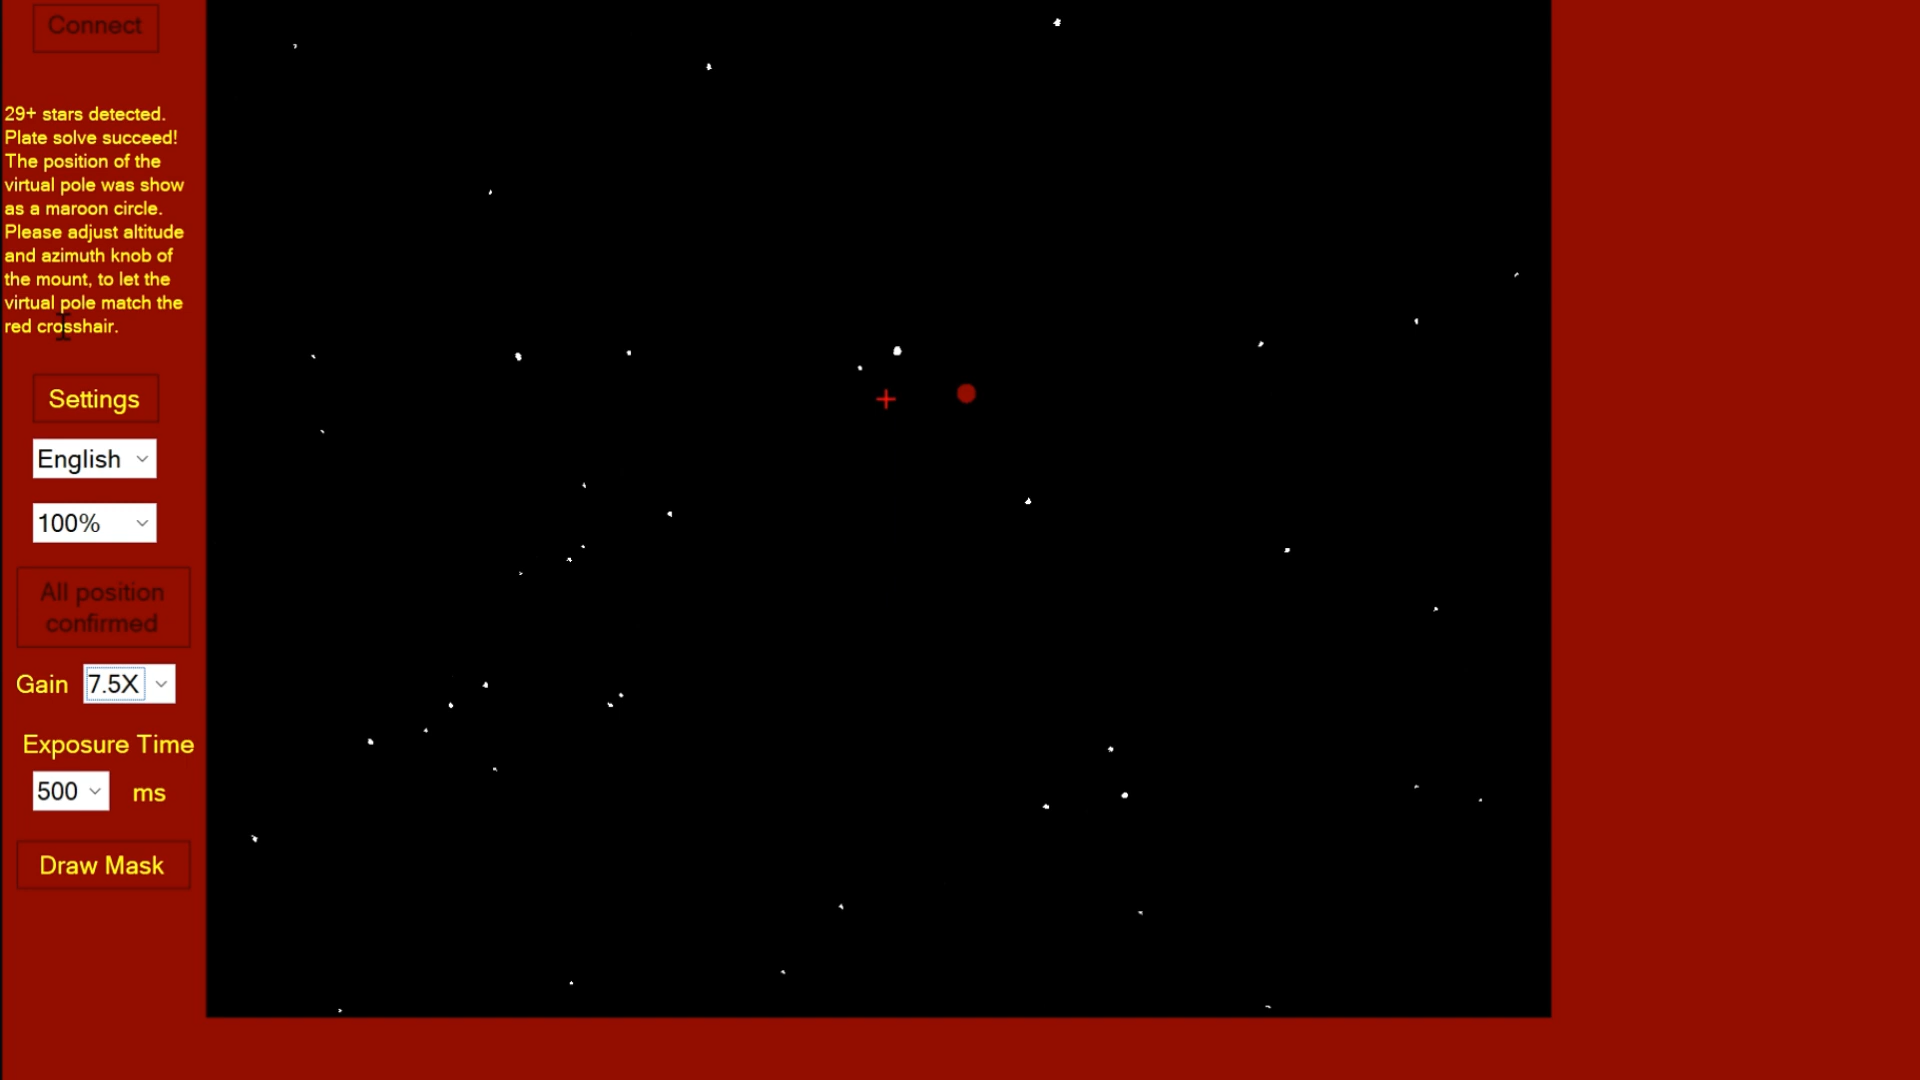 Connect
29+ stars detected.
Plate solve succeed!
The position of the
virtual pole was show
as a maroon circle.
Please adjust altitude
and azimuth knob of
the mount, to let the
virtual pole match the
red crosshair.
Settings
English
100%
All position
confirmed
Gain 7.5X
Exposure Time
500 ms
Draw Mask